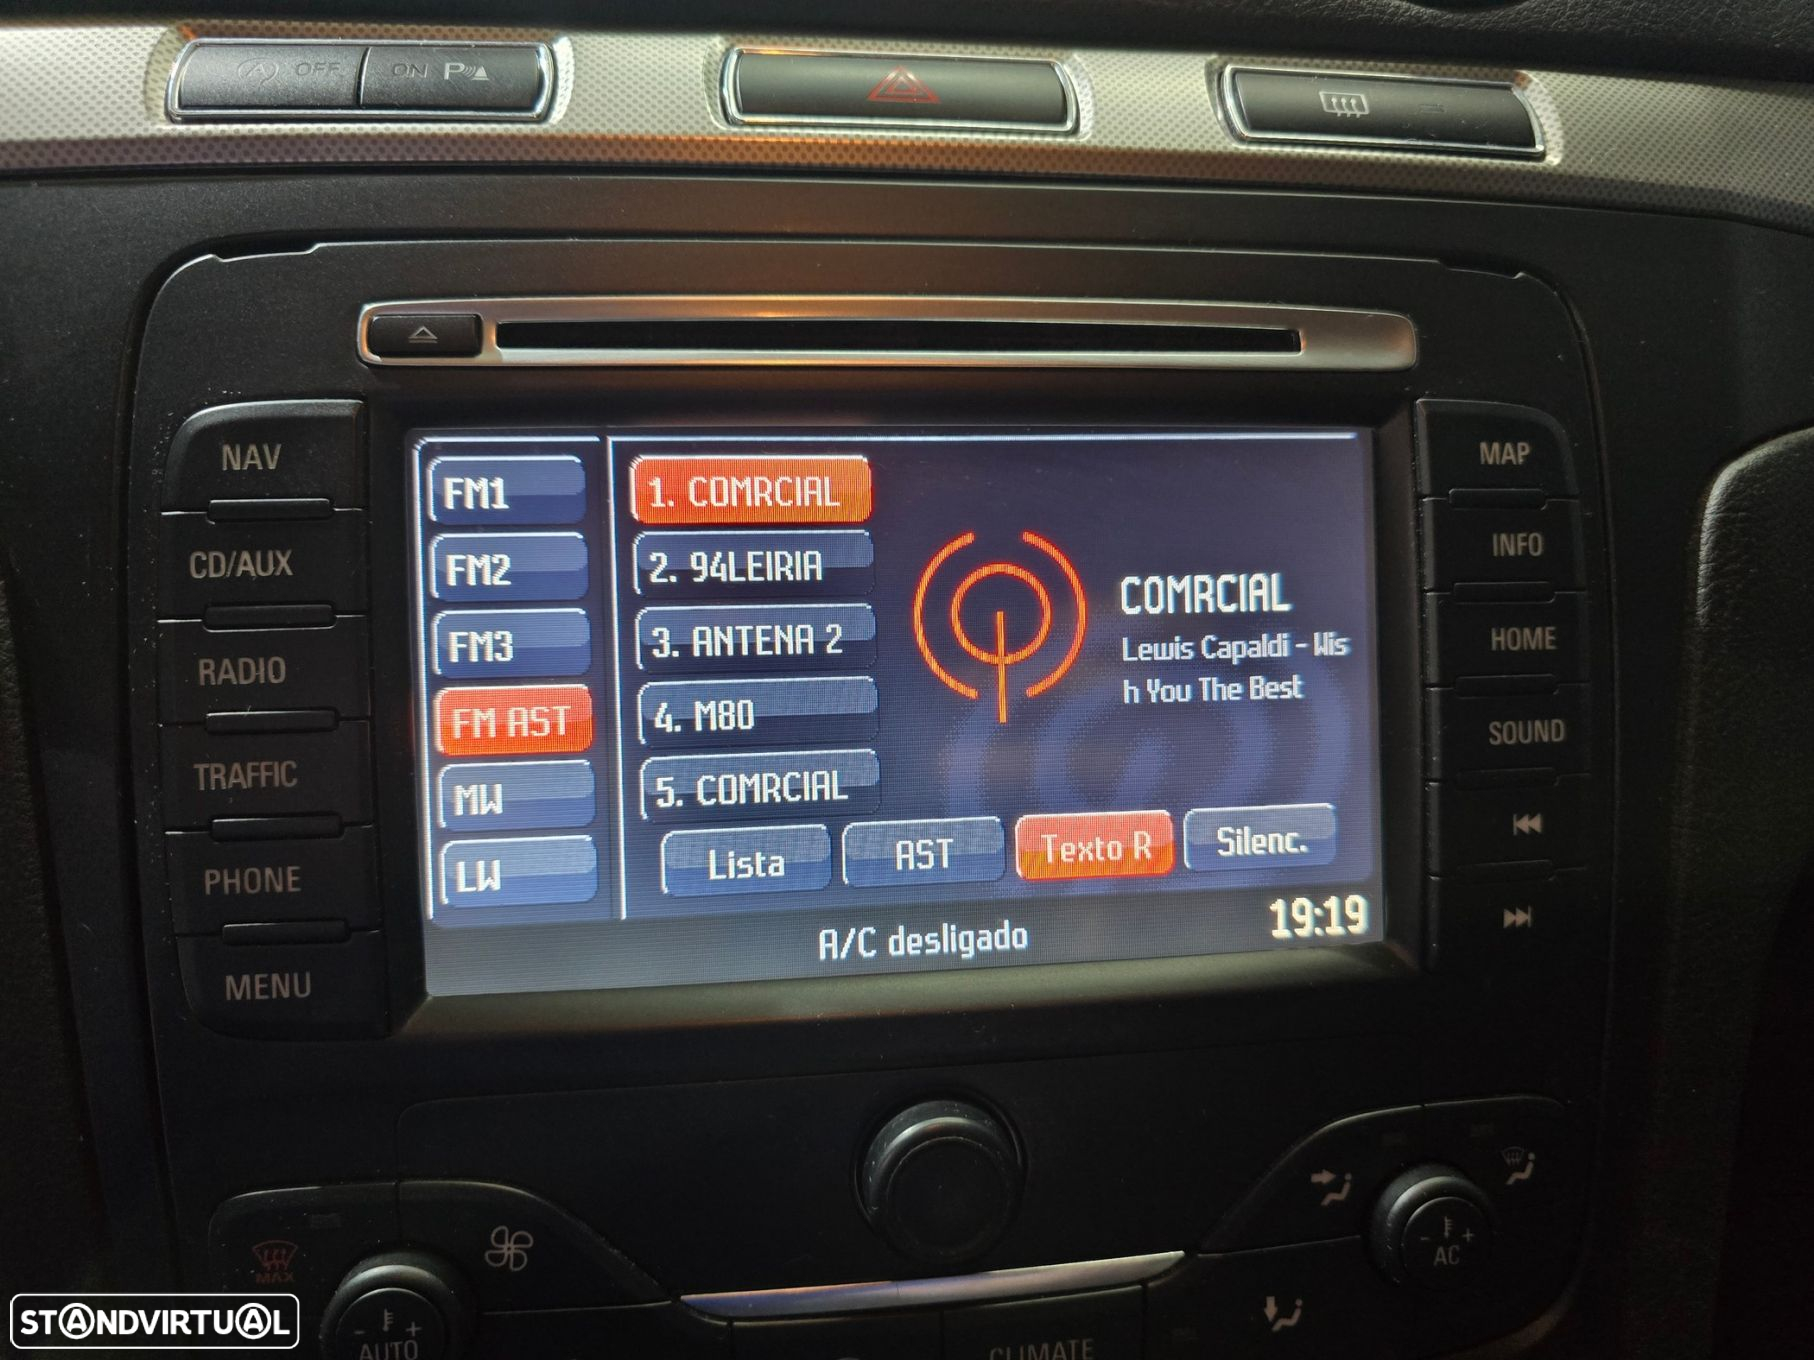 OFF ON P
NAV
CD/AUX
RADIO
TRAFFIC
PHONE
MENU
FM1
FM2
FM3
FM AST
MW
LW
1. COMRCIAL
2. 94LEIRIA
3. ANTENA 2
4. M80
5. COMRCIAL
COMRCIAL
Lewis Capaldi - Wis
h You The Best
Lista
AST
Texto R
Silenc.
A/C desligado
19:19
MAP
INFO
HOME
SOUND
MAX
- +
AUTO
- +
AC
CLIMATE
STANDVIRTUAL